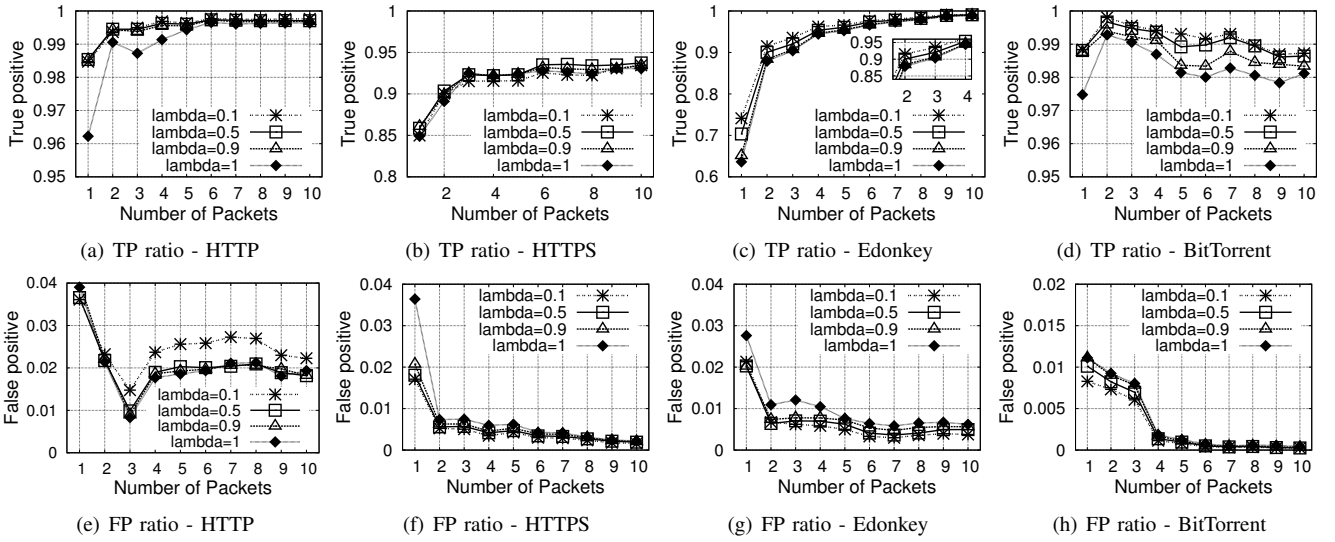 1
0.99
0.98
0.97
0.96
0.95
True positive
lambda=0.1
lambda=0.5
lambda=0.9
lambda=1
1 2 3 4 5 6 7 8 9 10
Number of Packets
(a) TP ratio - HTTP
1
0.95
0.9
0.85
0.8
True positive
lambda=0.1
lambda=0.5
lambda=0.9
lambda=1
2 4 6 8 10
Number of Packets
(b) TP ratio - HTTPS
1
0.9
0.8
0.7
0.6
True positive
0.95
0.9
0.85
2 3 4
lambda=0.1
lambda=0.5
lambda=0.9
lambda=1
1 2 3 4 5 6 7 8 9 10
Number of Packets
(c) TP ratio - Edonkey
1
0.99
0.98
0.97
0.96
0.95
True positive
lambda=0.1
lambda=0.5
lambda=0.9
lambda=1
1 2 3 4 5 6 7 8 9 10
Number of Packets
(d) TP ratio - BitTorrent
0.04
0.03
0.02
0.01
0
False positive
lambda=0.1
lambda=0.5
lambda=0.9
lambda=1
1 2 3 4 5 6 7 8 9 10
Number of Packets
(e) FP ratio - HTTP
0.04
0.03
0.02
0.01
0
False positive
lambda=0.1
lambda=0.5
lambda=0.9
lambda=1
1 2 3 4 5 6 7 8 9 10
Number of Packets
(f) FP ratio - HTTPS
0.04
0.03
0.02
0.01
0
False positive
lambda=0.1
lambda=0.5
lambda=0.9
lambda=1
1 2 3 4 5 6 7 8 9 10
Number of Packets
(g) FP ratio - Edonkey
0.02
0.015
0.01
0.005
0
False positive
lambda=0.1
lambda=0.5
lambda=0.9
lambda=1
1 2 3 4 5 6 7 8 9 10
Number of Packets
(h) FP ratio - BitTorrent